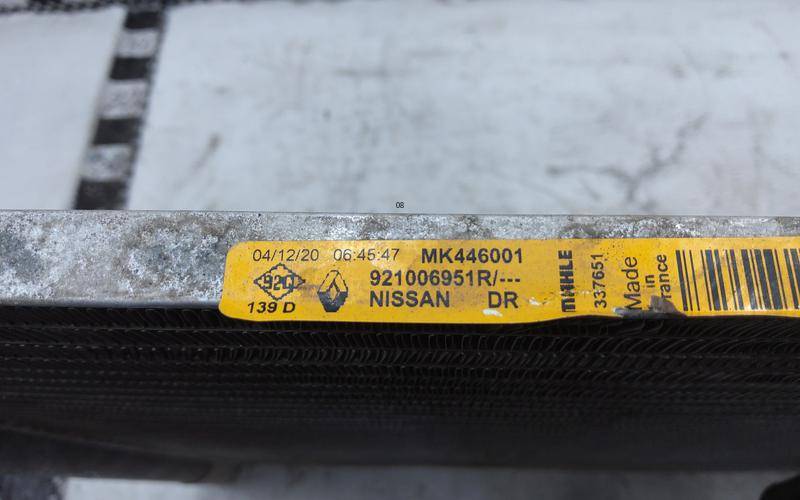 08
04/12/20 06:45:47 MK446001
920 921006951R/---
139 D NISSAN DR
MAHLE
337651
Made
in
France